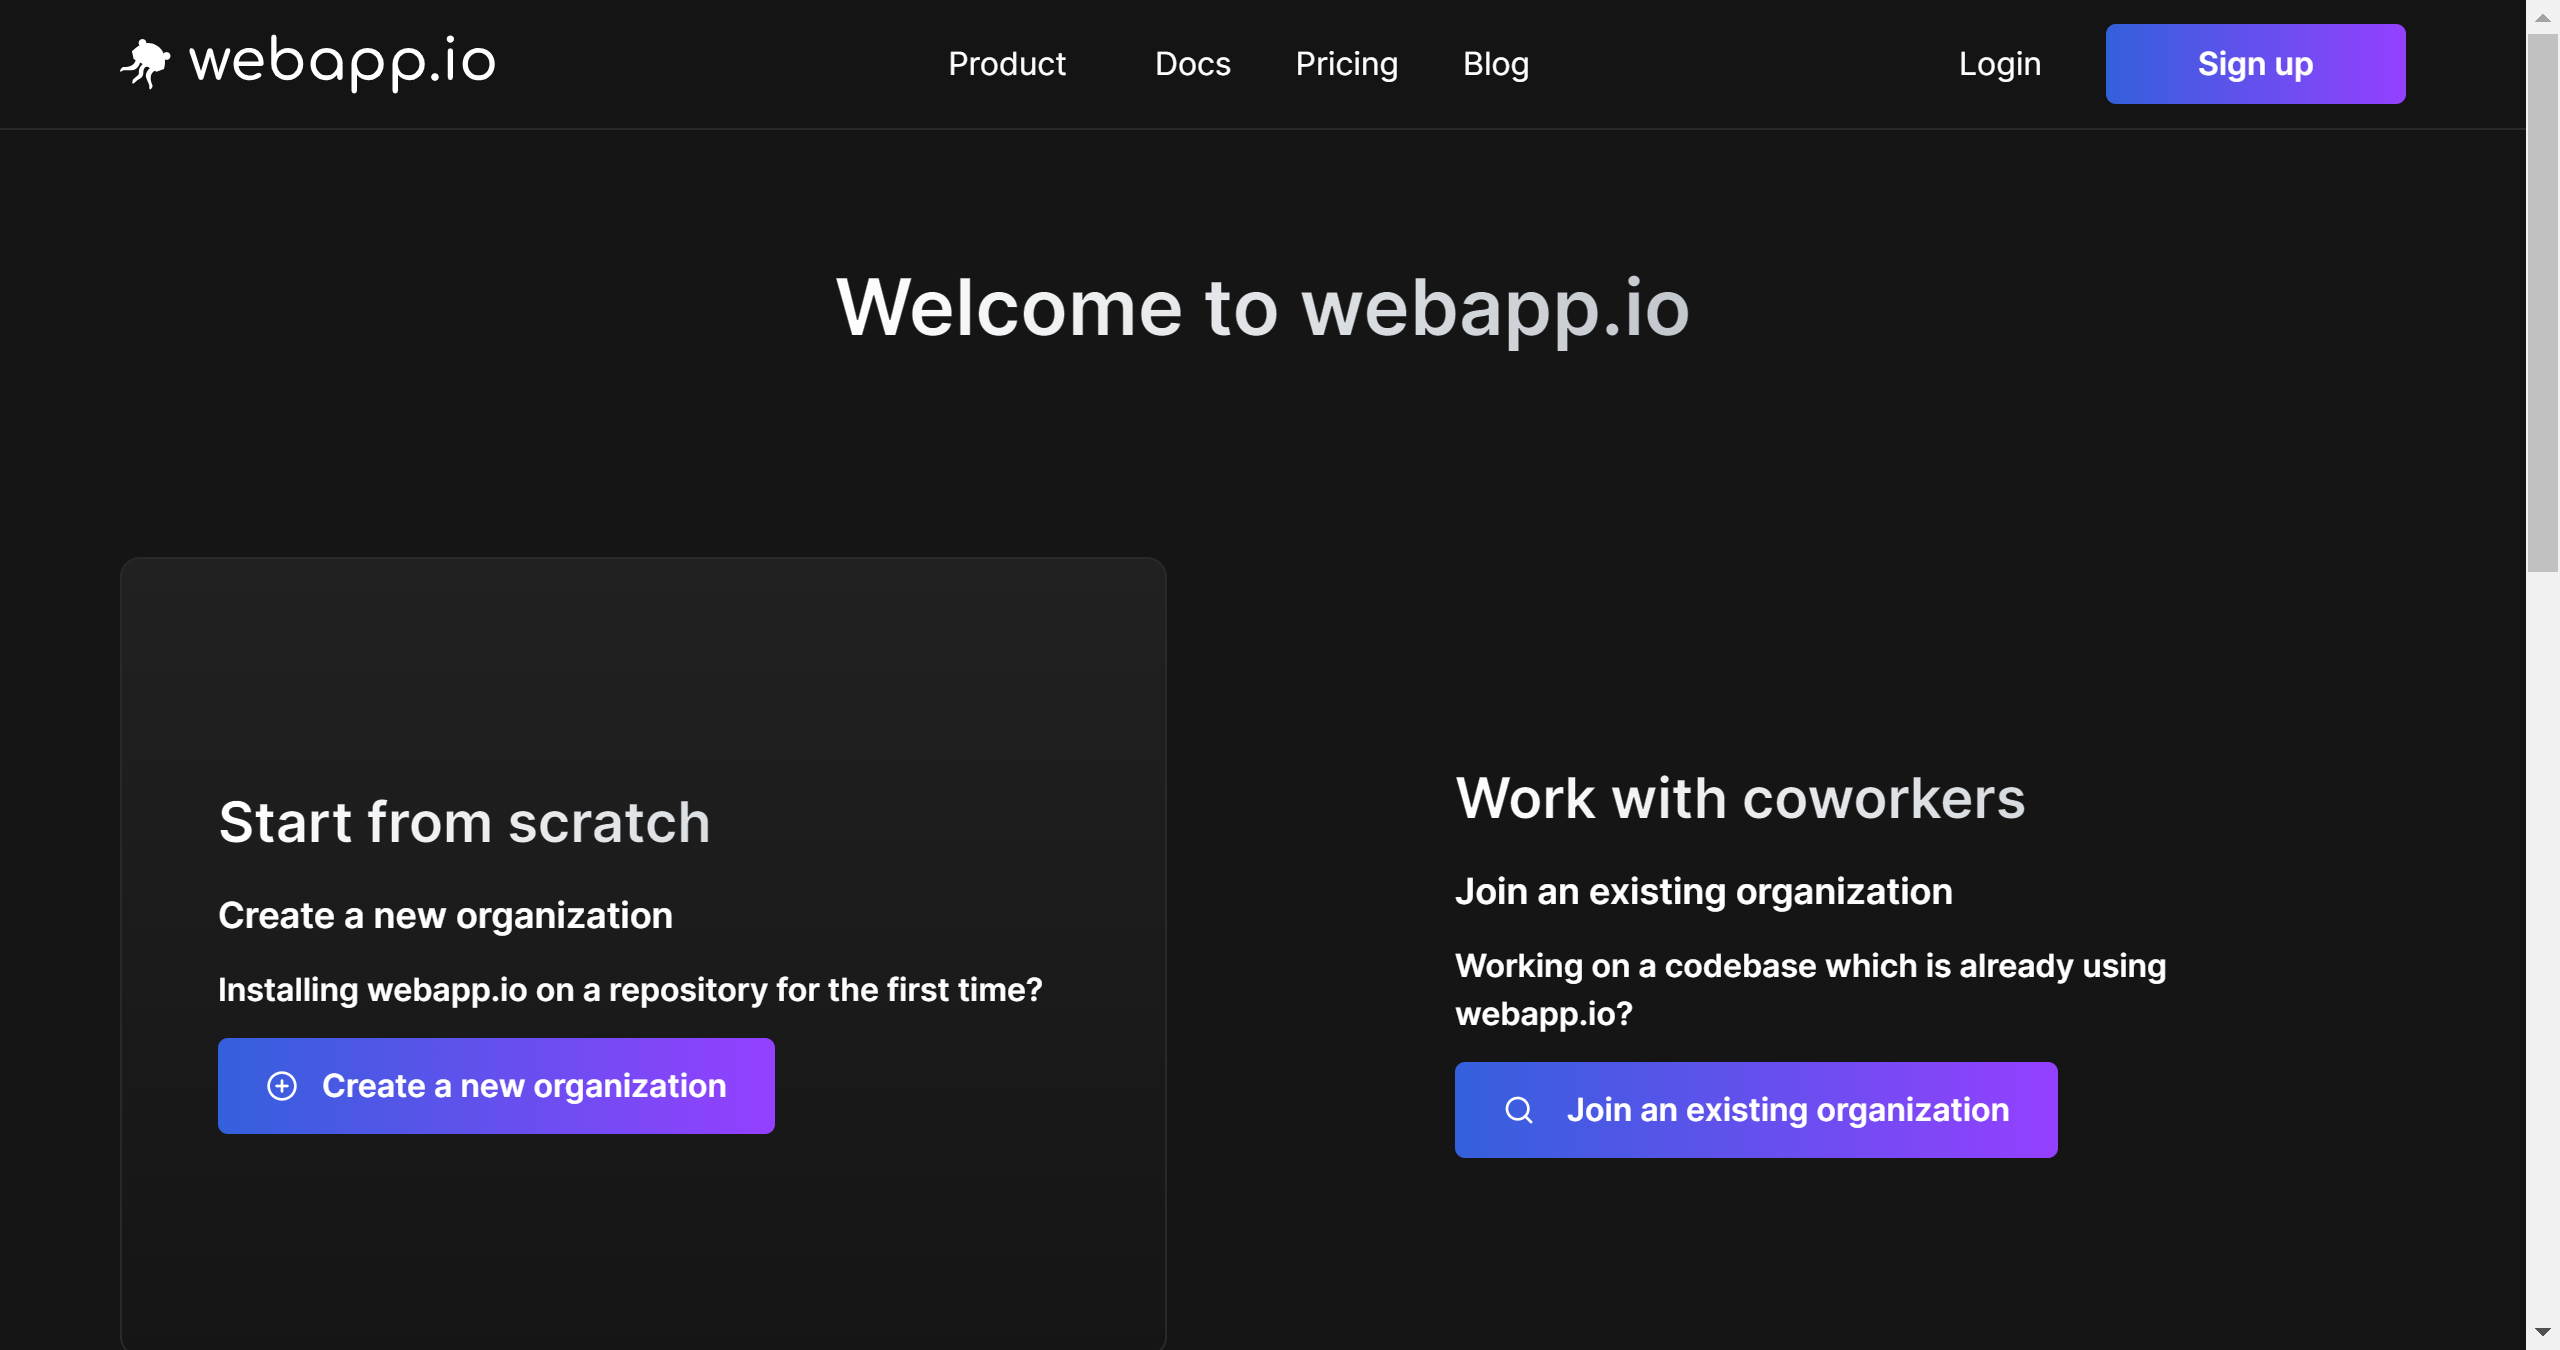 webapp.io
Product
Docs
Pricing
Blog
Login
Sign up
Welcome to webapp.io
Start from scratch
Create a new organization
Installing webapp.io on a repository for the first time?
Create a new organization
Work with coworkers
Join an existing organization
Working on a codebase which is already using
webapp.io?
Join an existing organization